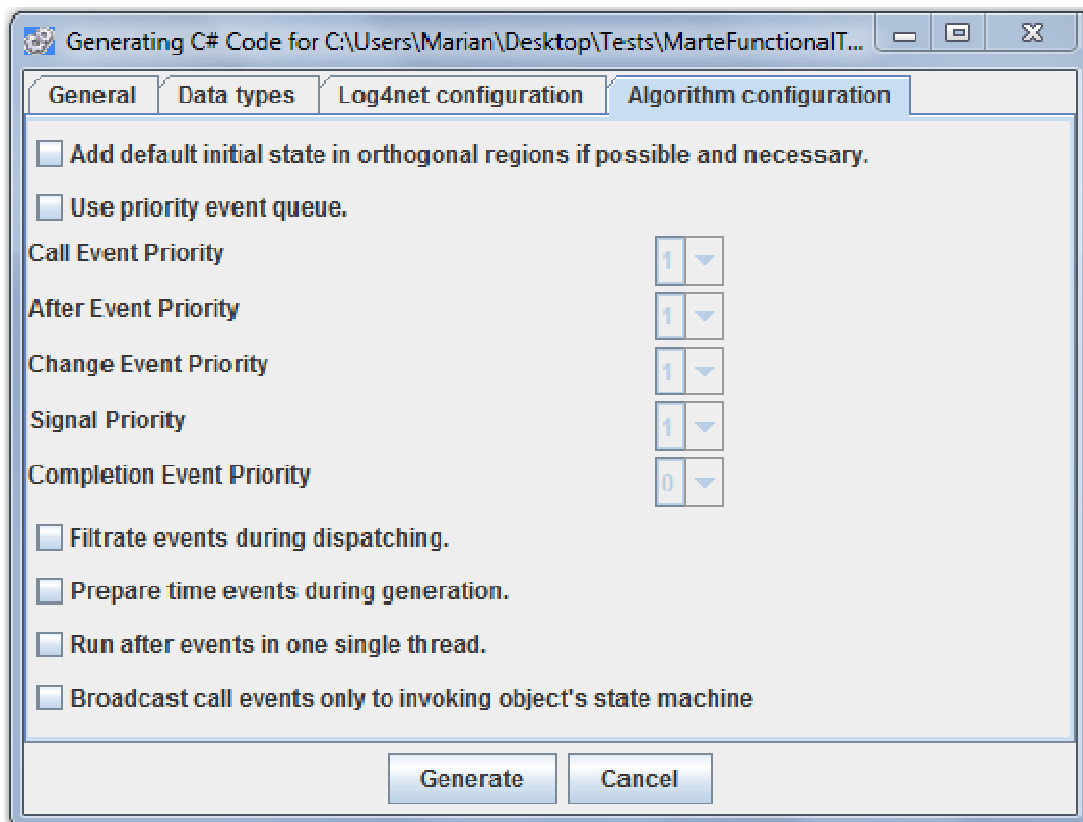 Generating C# Code for C:\Users\Marian\Desktop\Tests\MarteFunctionalT...
General Data types Log4net configuration Algorithm configuration
Add default initial state in orthogonal regions if possible and necessary.
Use priority event queue.
Call Event Priority 1
After Event Priority 1
Change Event Priority 1
Signal Priority 1
Completion Event Priority 0
Filtrate events during dispatching.
Prepare time events during generation.
Run after events in one single thread.
Broadcast call events only to invoking object's state machine
Generate Cancel